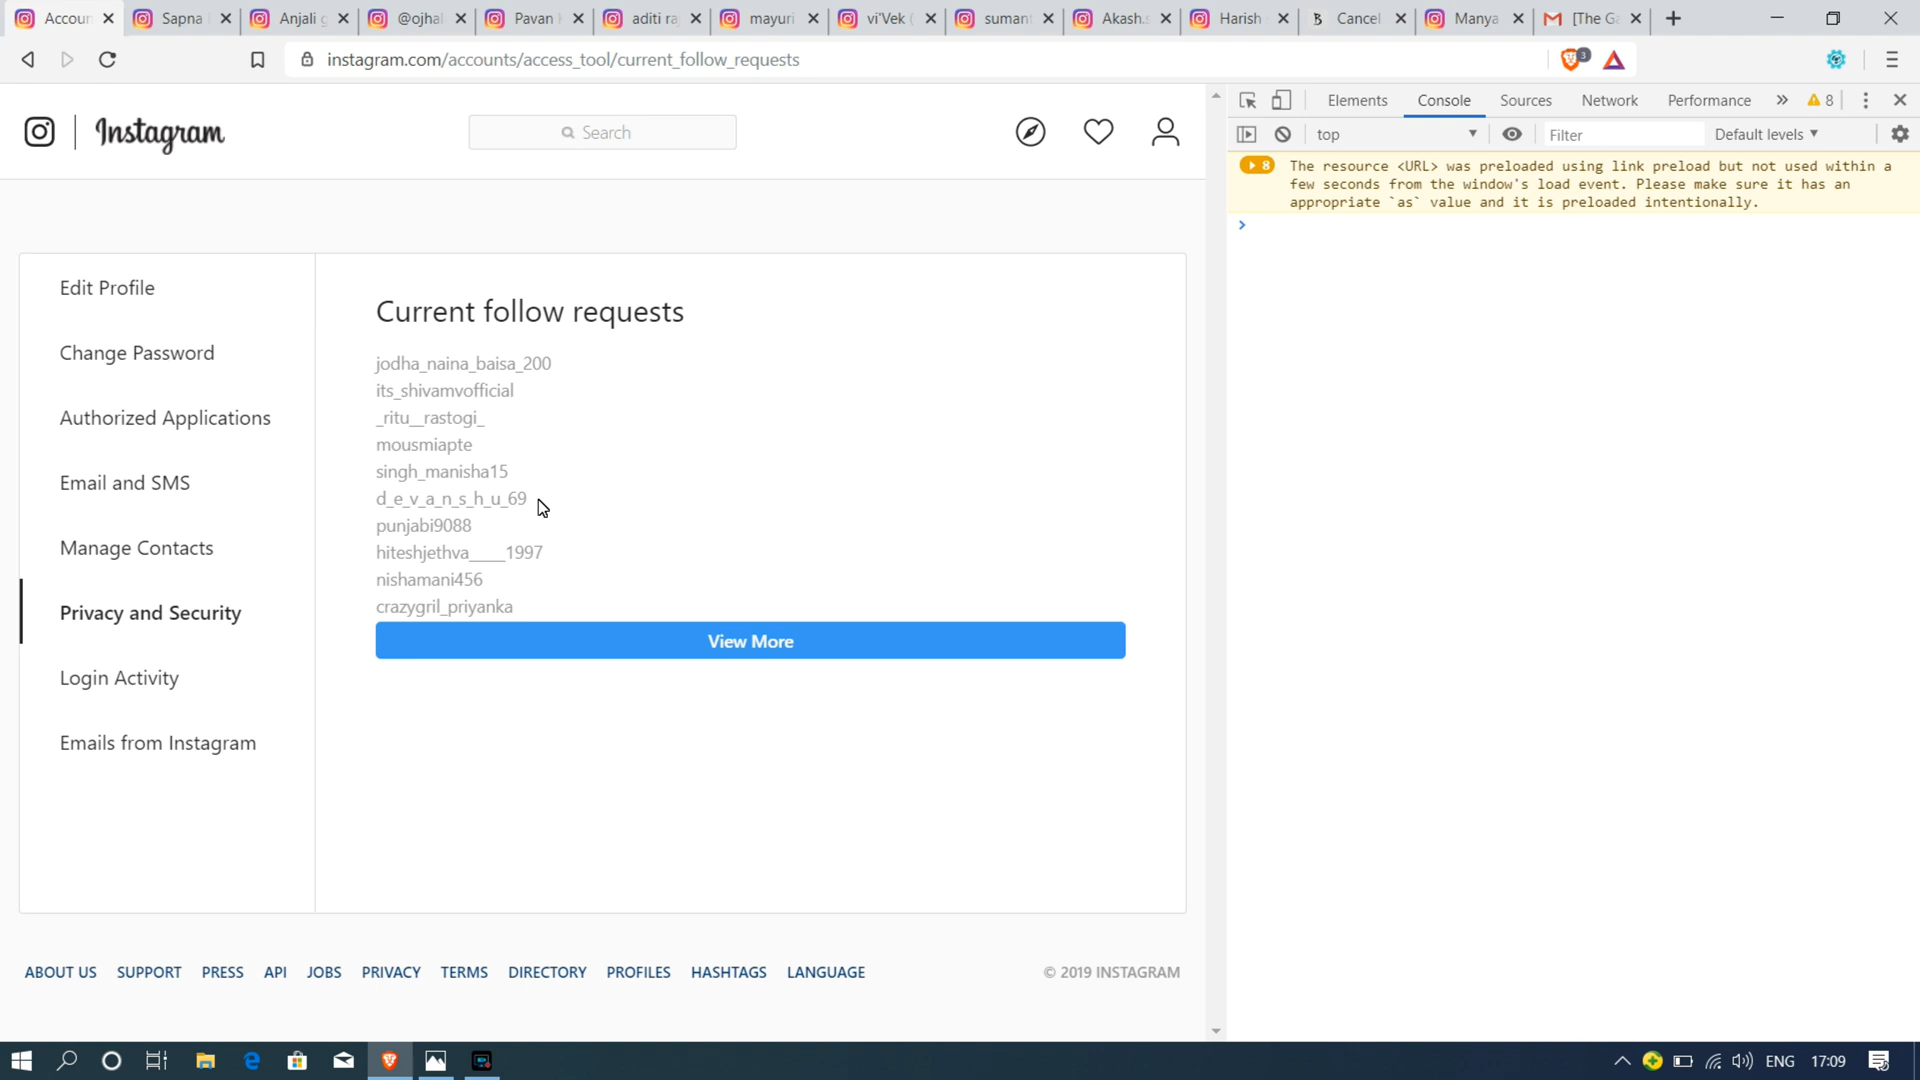 Accoun
Sapna
Anjali g
@ojhal
Pavan K
aditi ra
mayuri
vi'Vek (
suman
Akash.s
Harish
Cancel
Manya
[The Ga
instagram.com/accounts/access_tool/current_follow_requests
3
Instagram
Search
Edit Profile
Change Password
Authorized Applications
Email and SMS
Manage Contacts
Privacy and Security
Login Activity
Emails from Instagram
Current follow requests
jodha_naina_baisa_200
its_shivamvofficial
_ritu__rastogi_
mousmiapte
singh_manisha15
d_e_v_a_n_s_h_u_69
punjabi9088
hiteshjethva____1997
nishamani456
crazygril_priyanka
View More
ABOUT US SUPPORT PRESS API JOBS PRIVACY TERMS DIRECTORY PROFILES HASHTAGS LANGUAGE
© 2019 INSTAGRAM
Elements Console Sources Network Performance » 8
top Filter Default levels
8 The resource <URL> was preloaded using link preload but not used within a
few seconds from the window's load event. Please make sure it has an
appropriate `as` value and it is preloaded intentionally.
ENG 17:09